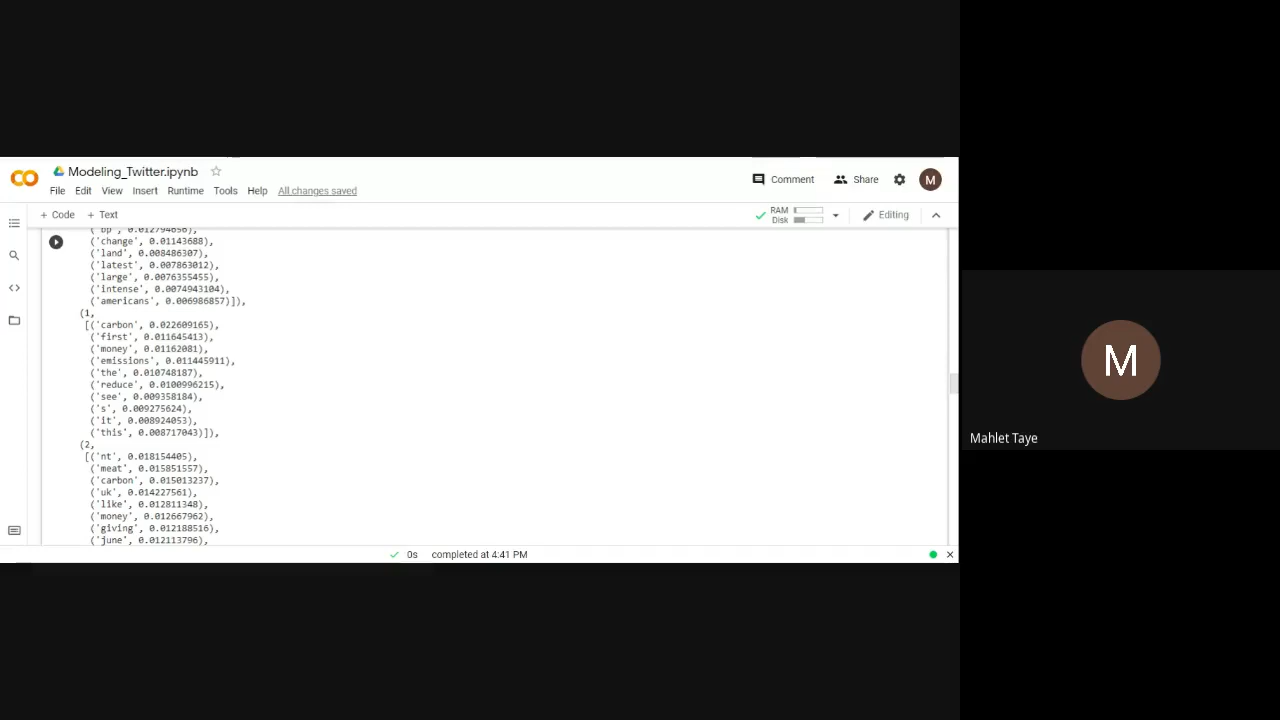 Modeling_Twitter.ipynb
File Edit View Insert Runtime Tools Help All changes saved
Comment Share M
+ Code + Text
RAM
Disk
Editing
('bp', 0.012794656),
('change', 0.01143688),
('land', 0.008486307),
('latest', 0.007863012),
('large', 0.0076355455),
('intense', 0.0074943104),
('americans', 0.006986857)]),
(1,
[('carbon', 0.022609165),
('first', 0.011645413),
('money', 0.01162081),
('emissions', 0.011445911),
('the', 0.010748187),
('reduce', 0.0100996215),
('see', 0.009358184),
('s', 0.009275624),
('it', 0.008924053),
('this', 0.008717043)]),
(2,
[('nt', 0.018154405),
('meat', 0.015851557),
('carbon', 0.015013237),
('uk', 0.014227561),
('like', 0.012811348),
('money', 0.012667962),
('giving', 0.012188516),
('june', 0.012113796),
0s completed at 4:41 PM
M
Mahlet Taye